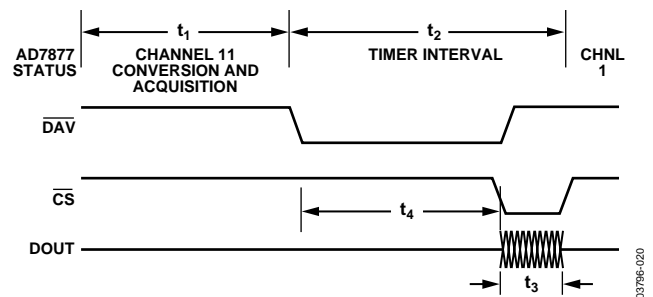 t1
t2
AD7877
STATUS
CHANNEL 11
CONVERSION AND
ACQUISITION
TIMER INTERVAL
CHNL
1
DAV
CS
t4
DOUT
t3
03796-020